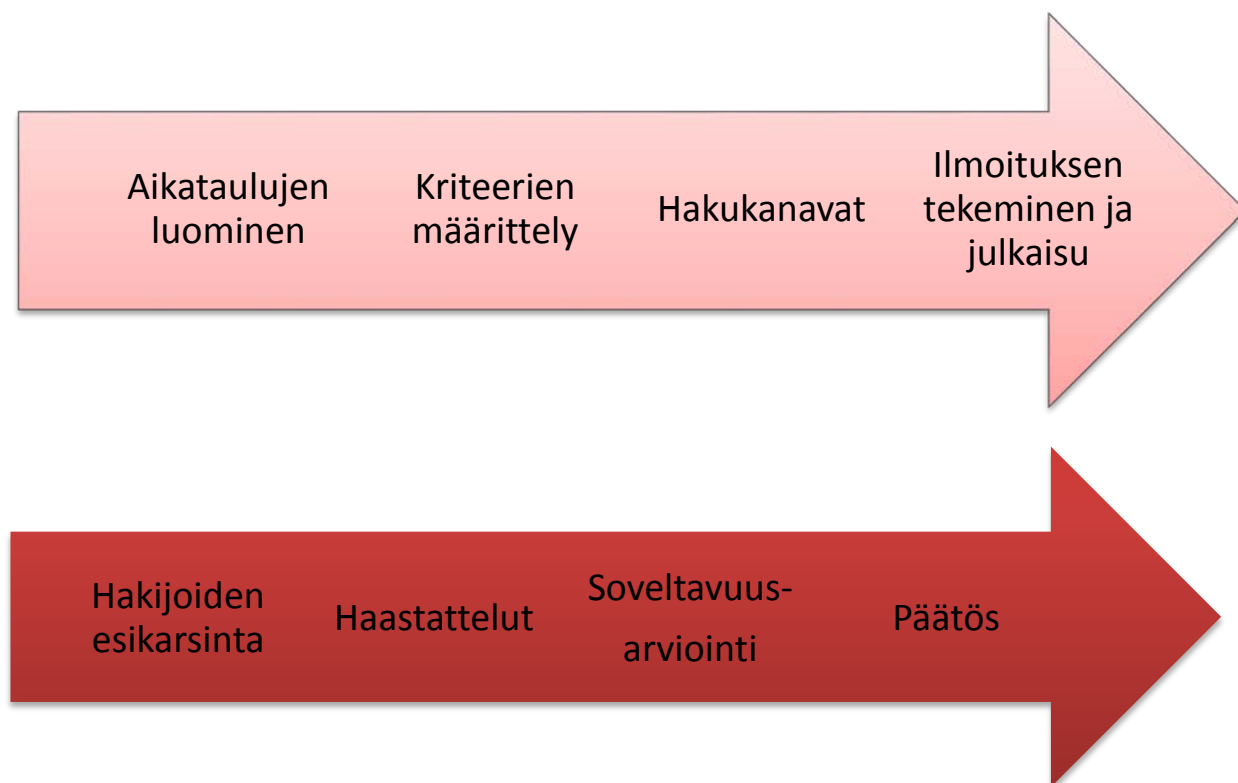 Aikataulujen
luominen
Kriteerien
määrittely
Hakukanavat
Ilmoituksen
tekeminen ja
julkaisu
Hakijoiden
esikarsinta
Haastattelut
Soveltavuus-
arviointi
Päätös